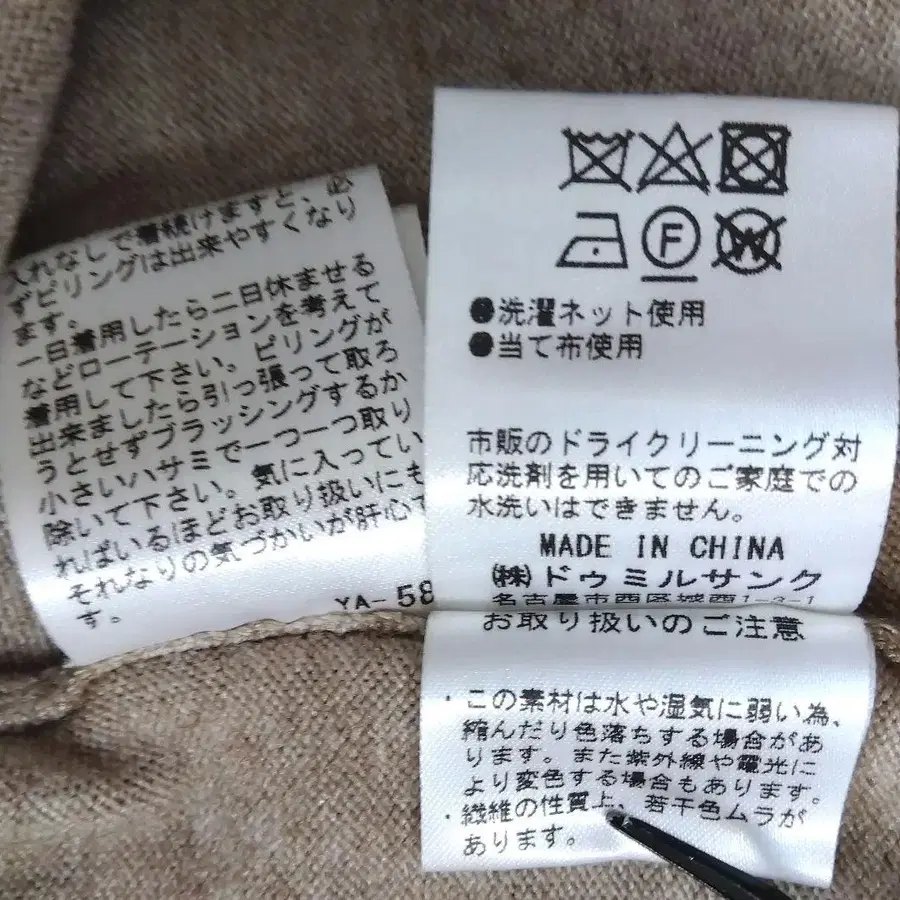 入れなしで着続けますと、必
ずピリングは出来やすくなり
ます。
一日着用したら二日休ませる
などローテーションを考えて
着用して下さい。ピリングが
出来ましたら引っ張って取ろ
うとせずブラッシングするか
小さいハサミで一つ一つ取り
除いて下さい。気に入ってい
ればいるほどお取り扱いにも
それなりの気づかいが肝心で
す。
YA-58
F
W
●洗濯ネット使用
●当て布使用
市販のドライクリーニング対
応洗剤を用いてのご家庭での
水洗いはできません。
MADE IN CHINA
㈱ドゥミルサンク
名古屋市西区城西1-3-1
お取り扱いのご注意
・この素材は水や湿気に弱い為、
縮んだり色落ちする場合があ
ります。また紫外線や電光に
より変色する場合もあります。
・繊維の性質上、若干色ムラが
あります。